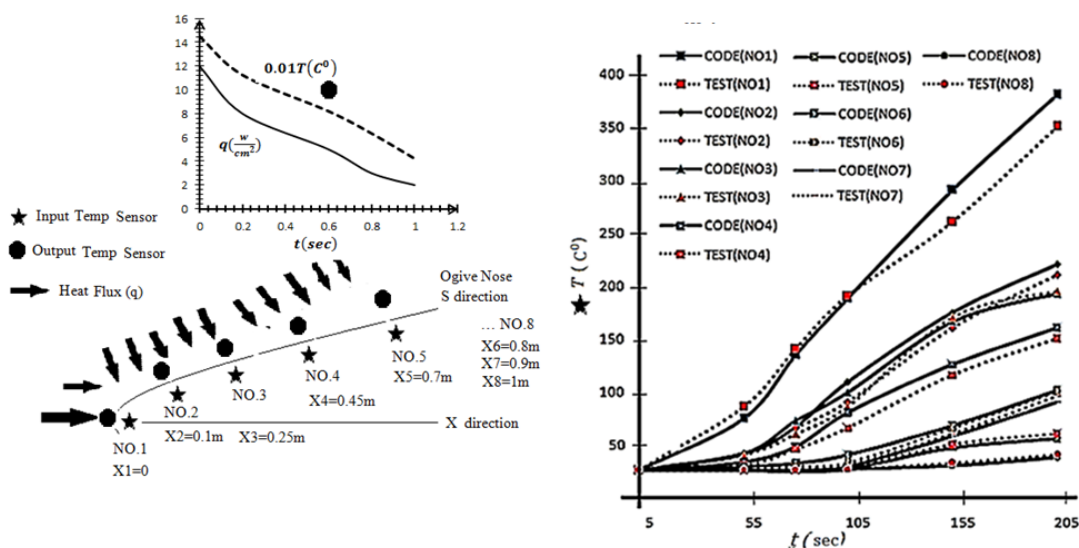 16
14
12
10
8
6
4
2
0
0.01T(C⁰)
q(w/cm²)
0 0.2 0.4 0.6 0.8 1 1.2
t(sec)
Input Temp Sensor
Output Temp Sensor
Heat Flux (q)
Ogive Nose
S direction
... NO.8
X6=0.8m
X7=0.9m
X8=1m
NO.5
X5=0.7m
NO.4
X4=0.45m
NO.3
X3=0.25m
NO.2
X2=0.1m
NO.1
X1=0
X direction
CODE(NO1)
TEST(NO1)
CODE(NO2)
TEST(NO2)
CODE(NO3)
TEST(NO3)
CODE(NO4)
TEST(NO4)
CODE(NO5)
TEST(NO5)
CODE(NO6)
TEST(NO6)
CODE(NO7)
TEST(NO7)
CODE(NO8)
TEST(NO8)
400
350
300
250
200
150
100
50
0
T (C⁰)
5 55 105 155 205
t(sec)